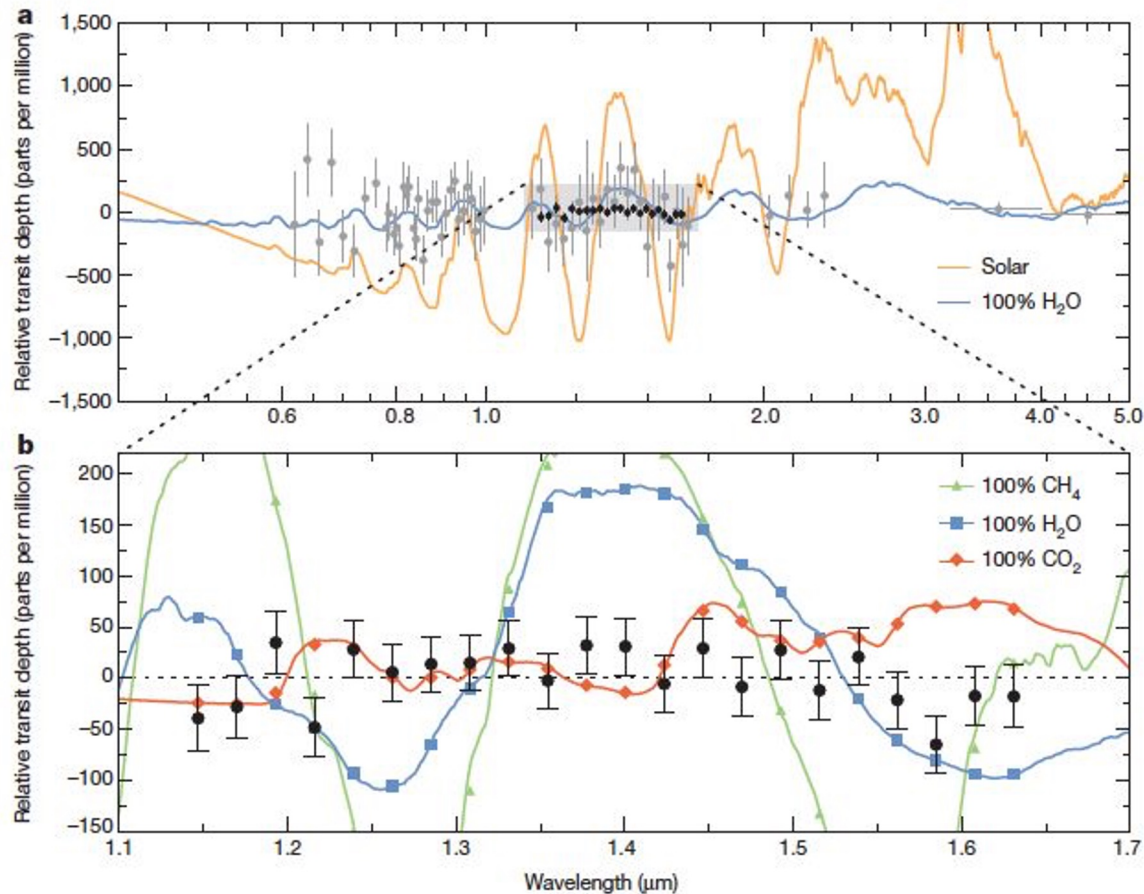 a
Relative transit depth (parts per million)
1,500
1,000
500
0
−500
−1,000
−1,500
Solar
100% H₂O
0.6 0.8 1.0 2.0 3.0 4.0 5.0
b
Relative transit depth (parts per million)
200
150
100
50
0
−50
−100
−150
100% CH₄
100% H₂O
100% CO₂
1.1 1.2 1.3 1.4 1.5 1.6 1.7
Wavelength (μm)